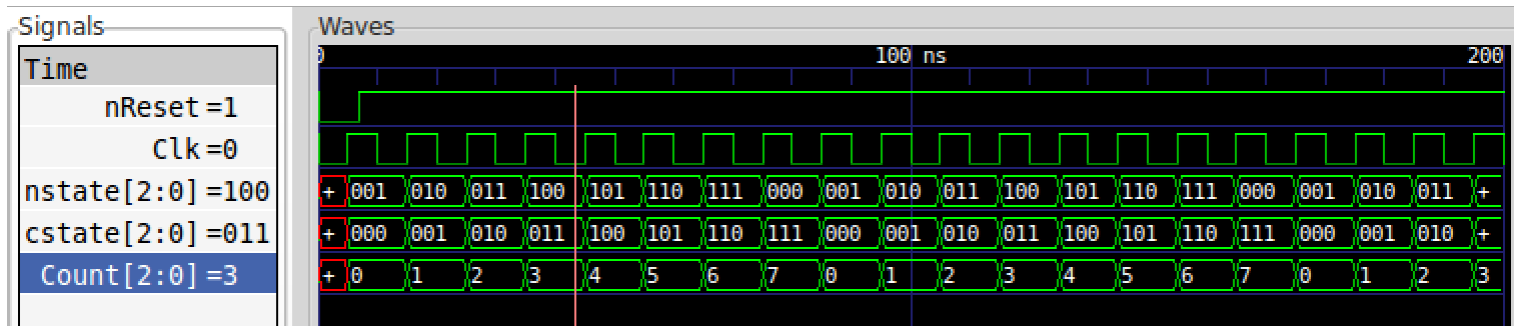 Signals
Waves
Time
0 100 ns 200
nReset =1
Clk =0
nstate[2:0] =100 + 001 010 011 100 101 110 111 000 001 010 011 100 101 110 111 000 001 010 011 +
cstate[2:0] =011 + 000 001 010 011 100 101 110 111 000 001 010 011 100 101 110 111 000 001 010 +
Count[2:0] =3 + 0 1 2 3 4 5 6 7 0 1 2 3 4 5 6 7 0 1 2 3